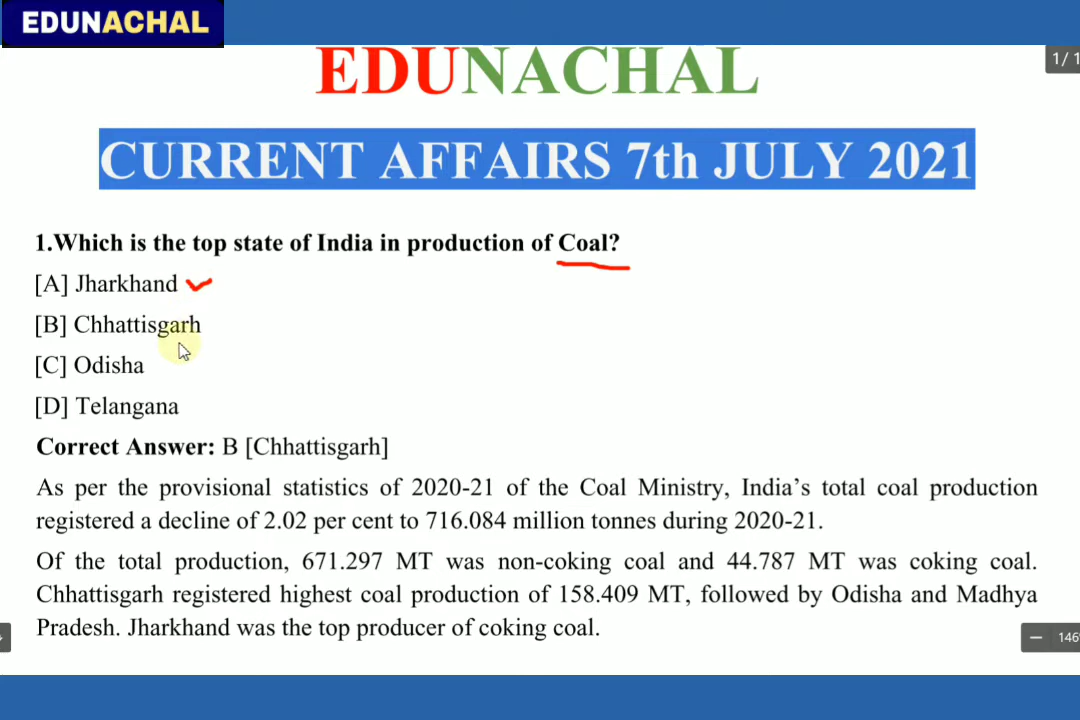 EDUNACHAL
EDUNACHAL
1 / 1
CURRENT AFFAIRS 7th JULY 2021
1.Which is the top state of India in production of Coal?
[A] Jharkhand
[B] Chhattisgarh
[C] Odisha
[D] Telangana
Correct Answer: B [Chhattisgarh]
As per the provisional statistics of 2020-21 of the Coal Ministry, India’s total coal production
registered a decline of 2.02 per cent to 716.084 million tonnes during 2020-21.
Of the total production, 671.297 MT was non-coking coal and 44.787 MT was coking coal.
Chhattisgarh registered highest coal production of 158.409 MT, followed by Odisha and Madhya
Pradesh. Jharkhand was the top producer of coking coal.
146